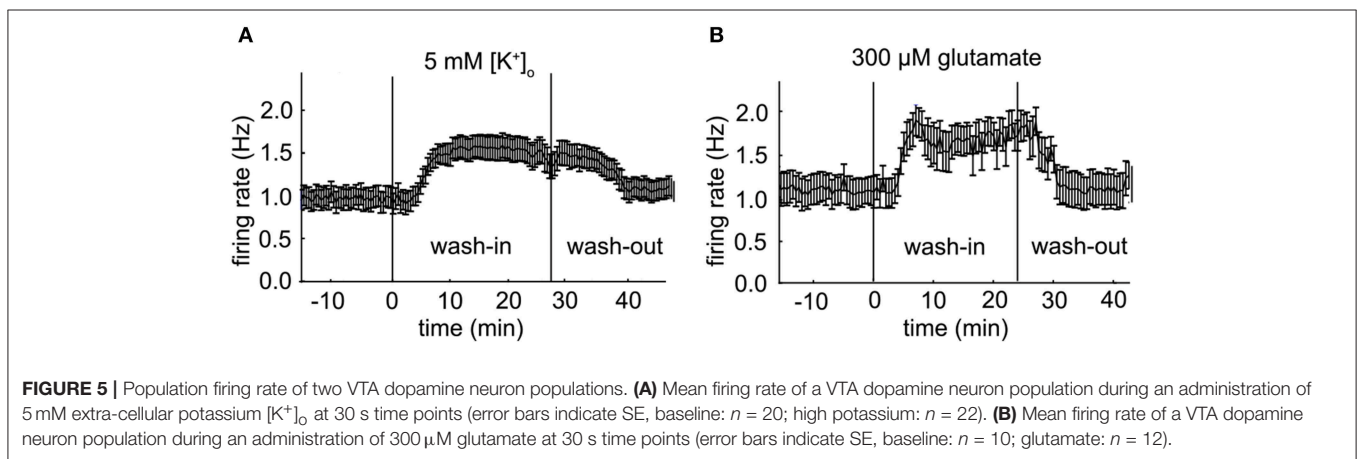 A
B
5 mM [K⁺]ₒ
300 µM glutamate
firing rate (Hz)
2.0
1.5
1.0
0.5
0.0
wash-in
wash-out
-10
0
10
20
30
40
time (min)
firing rate (Hz)
2.0
1.5
1.0
0.5
0.0
wash-in
wash-out
-10
0
10
20
30
40
time (min)
FIGURE 5 | Population firing rate of two VTA dopamine neuron populations. (A) Mean firing rate of a VTA dopamine neuron population during an administration of
5 mM extra-cellular potassium [K⁺]ₒ at 30 s time points (error bars indicate SE, baseline: n = 20; high potassium: n = 22). (B) Mean firing rate of a VTA dopamine
neuron population during an administration of 300 µM glutamate at 30 s time points (error bars indicate SE, baseline: n = 10; glutamate: n = 12).